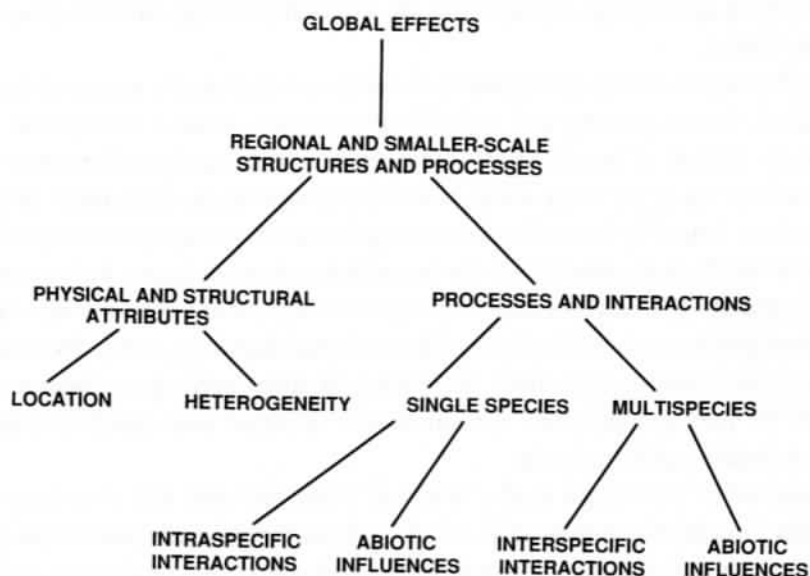 GLOBAL EFFECTS
REGIONAL AND SMALLER-SCALE
STRUCTURES AND PROCESSES
PHYSICAL AND STRUCTURAL
ATTRIBUTES
PROCESSES AND INTERACTIONS
LOCATION
HETEROGENEITY
SINGLE SPECIES
MULTISPECIES
INTRASPECIFIC
INTERACTIONS
ABIOTIC
INFLUENCES
INTERSPECIFIC
INTERACTIONS
ABIOTIC
INFLUENCES